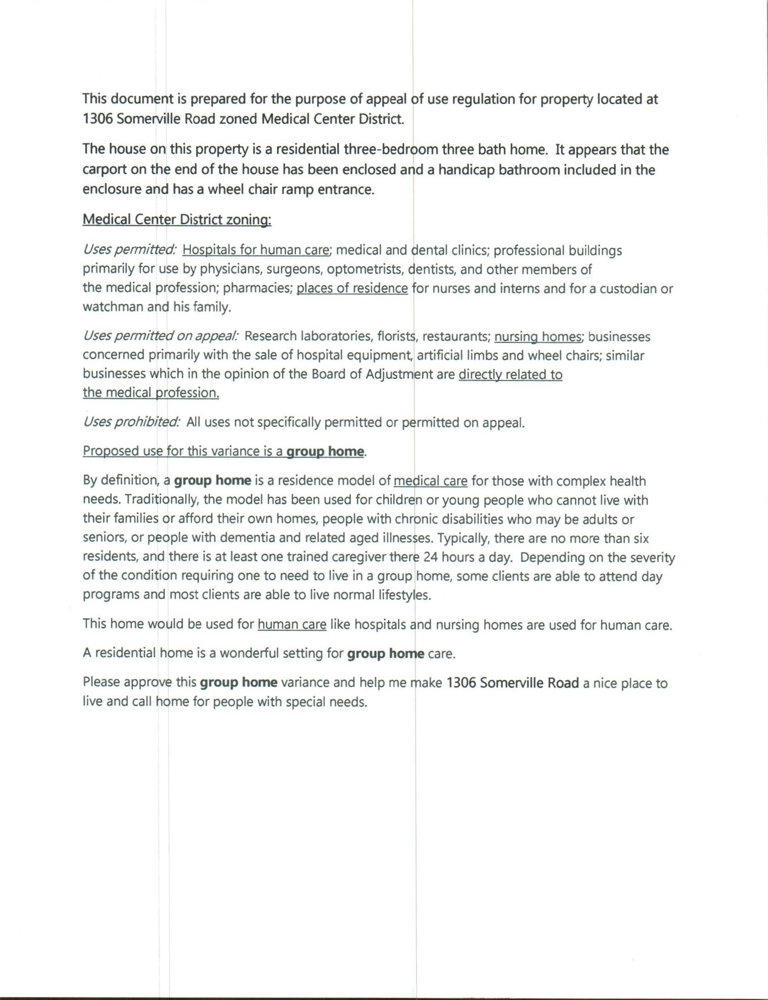 This document is prepared for the purpose of appeal of use regulation for property located at
1306 Somerville Road zoned Medical Center District.
The house on this property is a residential three-bedroom three bath home.  It appears that the
carport on the end of the house has been enclosed and a handicap bathroom included in the
enclosure and has a wheel chair ramp entrance.
Medical Center District zoning:
Uses permitted:  Hospitals for human care; medical and dental clinics; professional buildings
primarily for use by physicians, surgeons, optometrists, dentists, and other members of
the medical profession; pharmacies; places of residence for nurses and interns and for a custodian or
watchman and his family.
Uses permitted on appeal:  Research laboratories, florists, restaurants; nursing homes; businesses
concerned primarily with the sale of hospital equipment, artificial limbs and wheel chairs; similar
businesses which in the opinion of the Board of Adjustment are directly related to
the medical profession.
Uses prohibited:  All uses not specifically permitted or permitted on appeal.
Proposed use for this variance is a group home.
By definition, a group home is a residence model of medical care for those with complex health
needs. Traditionally, the model has been used for children or young people who cannot live with
their families or afford their own homes, people with chronic disabilities who may be adults or
seniors, or people with dementia and related aged illnesses. Typically, there are no more than six
residents, and there is at least one trained caregiver there 24 hours a day.  Depending on the severity
of the condition requiring one to need to live in a group home, some clients are able to attend day
programs and most clients are able to live normal lifestyles.
This home would be used for human care like hospitals and nursing homes are used for human care.
A residential home is a wonderful setting for group home care.
Please approve this group home variance and help me make 1306 Somerville Road a nice place to
live and call home for people with special needs.